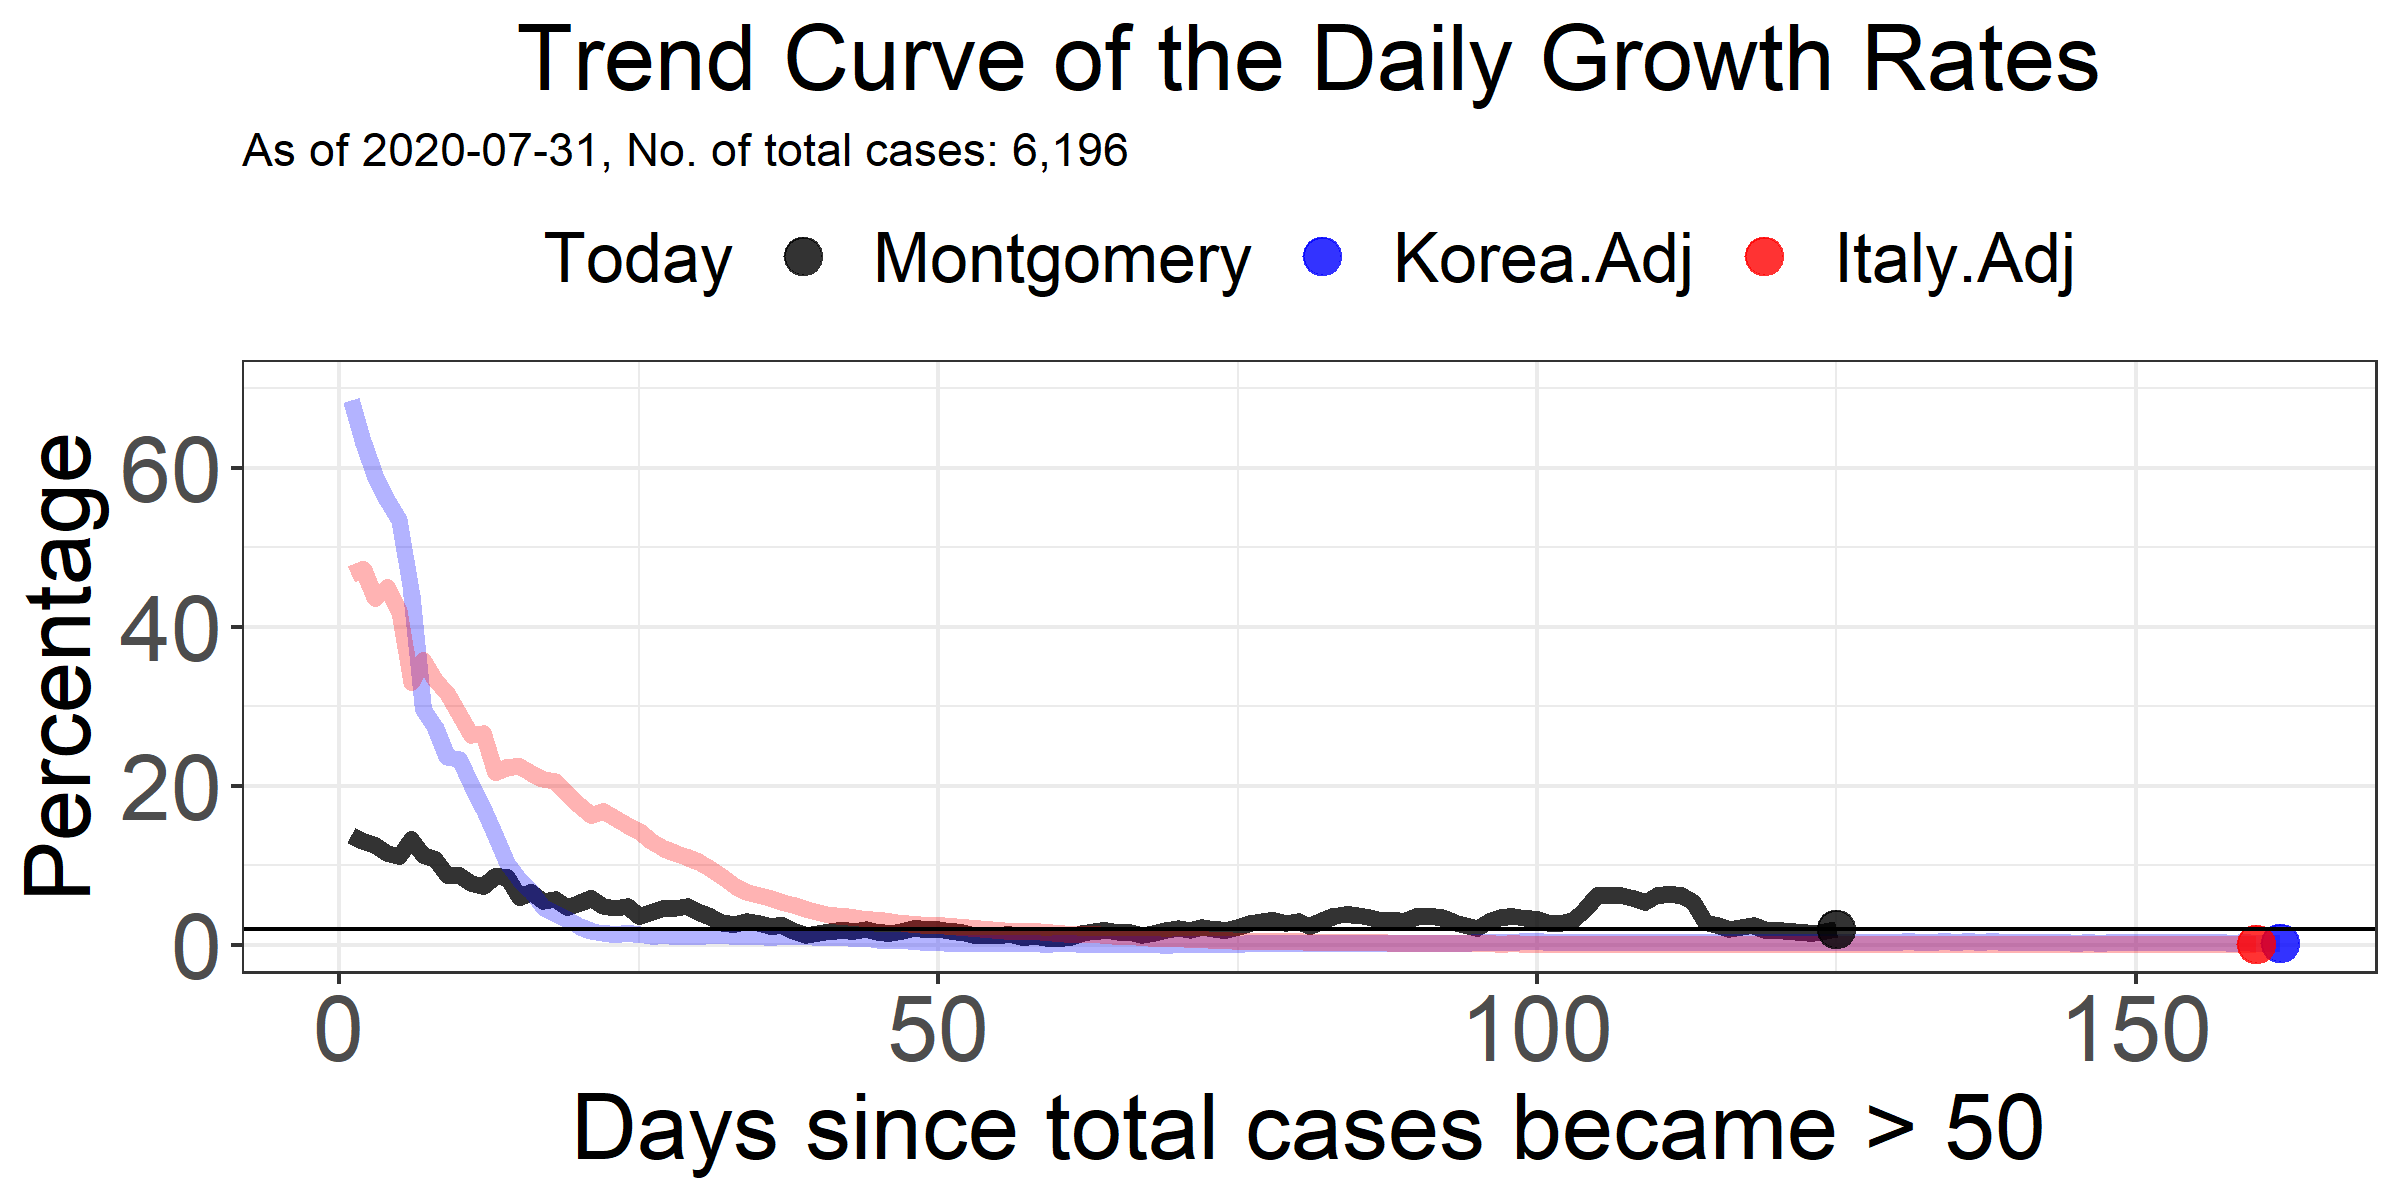 Trend Curve of the Daily Growth Rates
As of 2020-07-31, No. of total cases: 6,196
Today Montgomery Korea.Adj Italy.Adj
Percentage
60
40
20
0
0 50 100 150
Days since total cases became > 50